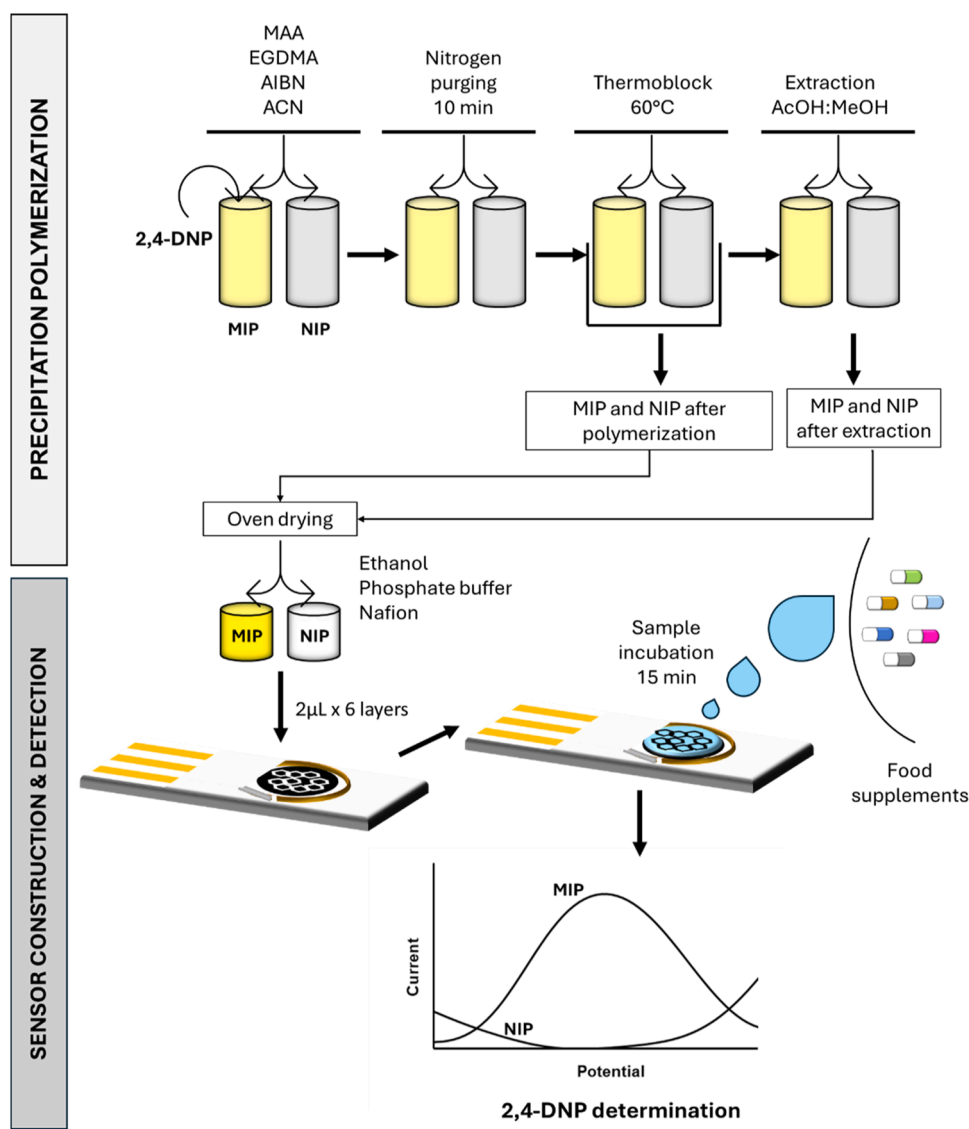 PRECIPITATION POLYMERIZATION
MAA
EGDMA
AIBN
ACN
Nitrogen
purging
10 min
Thermoblock
60°C
Extraction
AcOH:MeOH
2,4-DNP
MIP
NIP
MIP and NIP after
polymerization
MIP and NIP
after extraction
Oven drying
SENSOR CONSTRUCTION & DETECTION
Ethanol
Phosphate buffer
Nafion
MIP
NIP
2µL x 6 layers
Sample
incubation
15 min
Food
supplements
MIP
NIP
Current
Potential
2,4-DNP determination